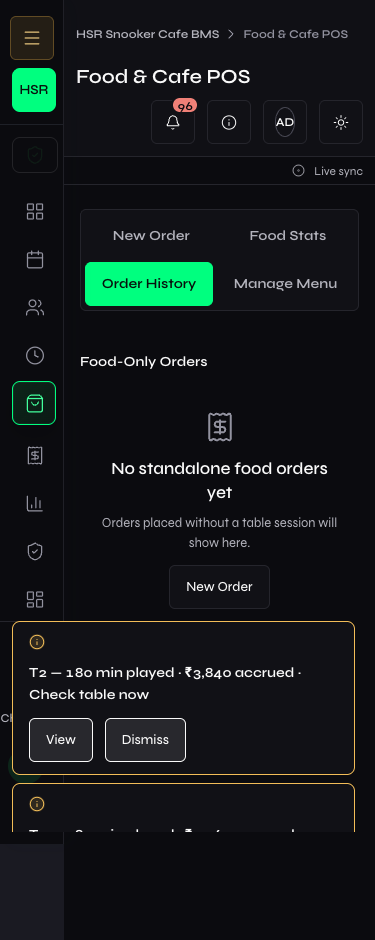 HSR Snooker Cafe BMS > Food & Cafe POS
HSR
Food & Cafe POS
96
AD
Live sync
New Order
Food Stats
Order History
Manage Menu
Food-Only Orders
No standalone food orders
yet
Orders placed without a table session will
show here.
New Order
T2 — 180 min played · ₹3,840 accrued ·
Check table now
View
Dismiss